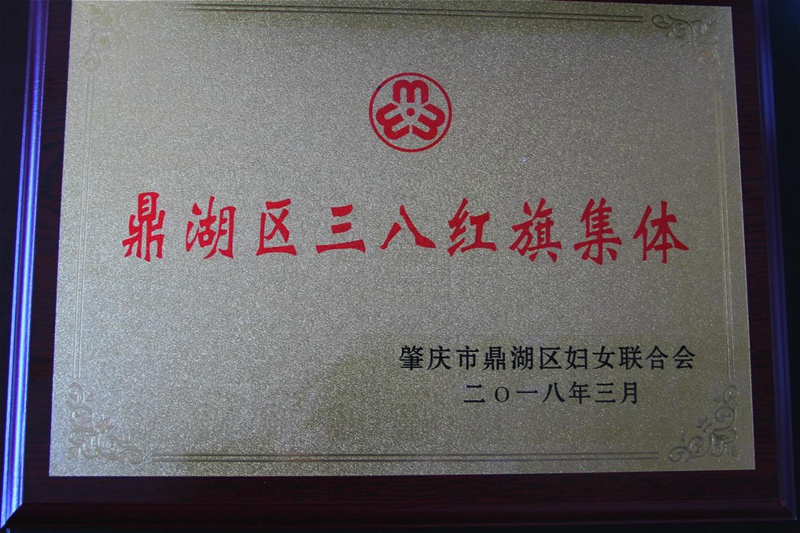 鼎湖区三八红旗集体
肇庆市鼎湖区妇女联合会
二〇一八年三月